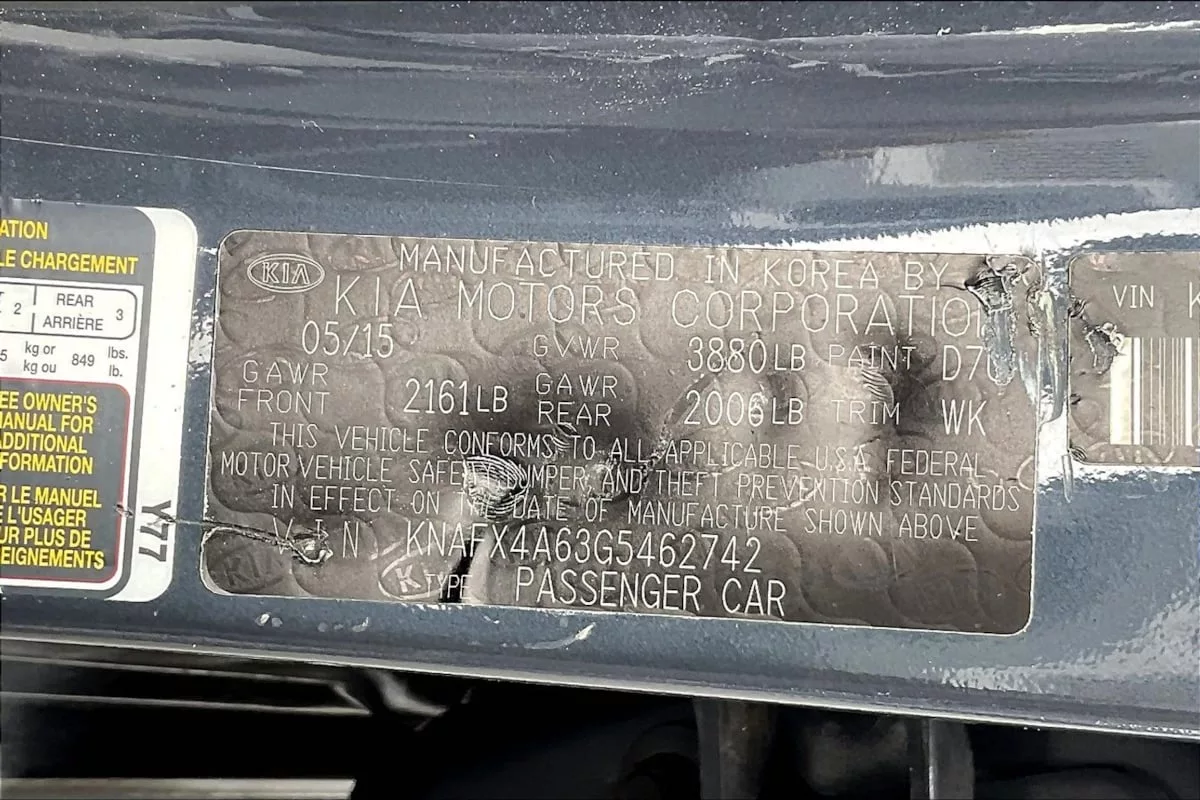 ATION
LE CHARGEMENT
2 REAR ARRIÈRE 3
5 kg or kg ou 849 lbs. lb.
EE OWNER'S
MANUAL FOR
ADDITIONAL
FORMATION
R LE MANUEL
E L'USAGER
UR PLUS DE
EIGNEMENTS
Y77
KIA
MANUFACTURED IN KOREA BY
KIA MOTORS CORPORATION
05/15 GVWR 3880LB PAINT
GAWR FRONT 2161LB GAWR REAR 2006LB TRIM WK
THIS VEHICLE CONFORMS TO ALL APPLICABLE U.S.A. FEDERAL
MOTOR VEHICLE SAFETY, BUMPER, AND THEFT PREVENTION STANDARDS
IN EFFECT ON THE DATE OF MANUFACTURE SHOWN ABOVE
VIN KNAFX4A63G5462742
K TYPE PASSENGER CAR
VIN K